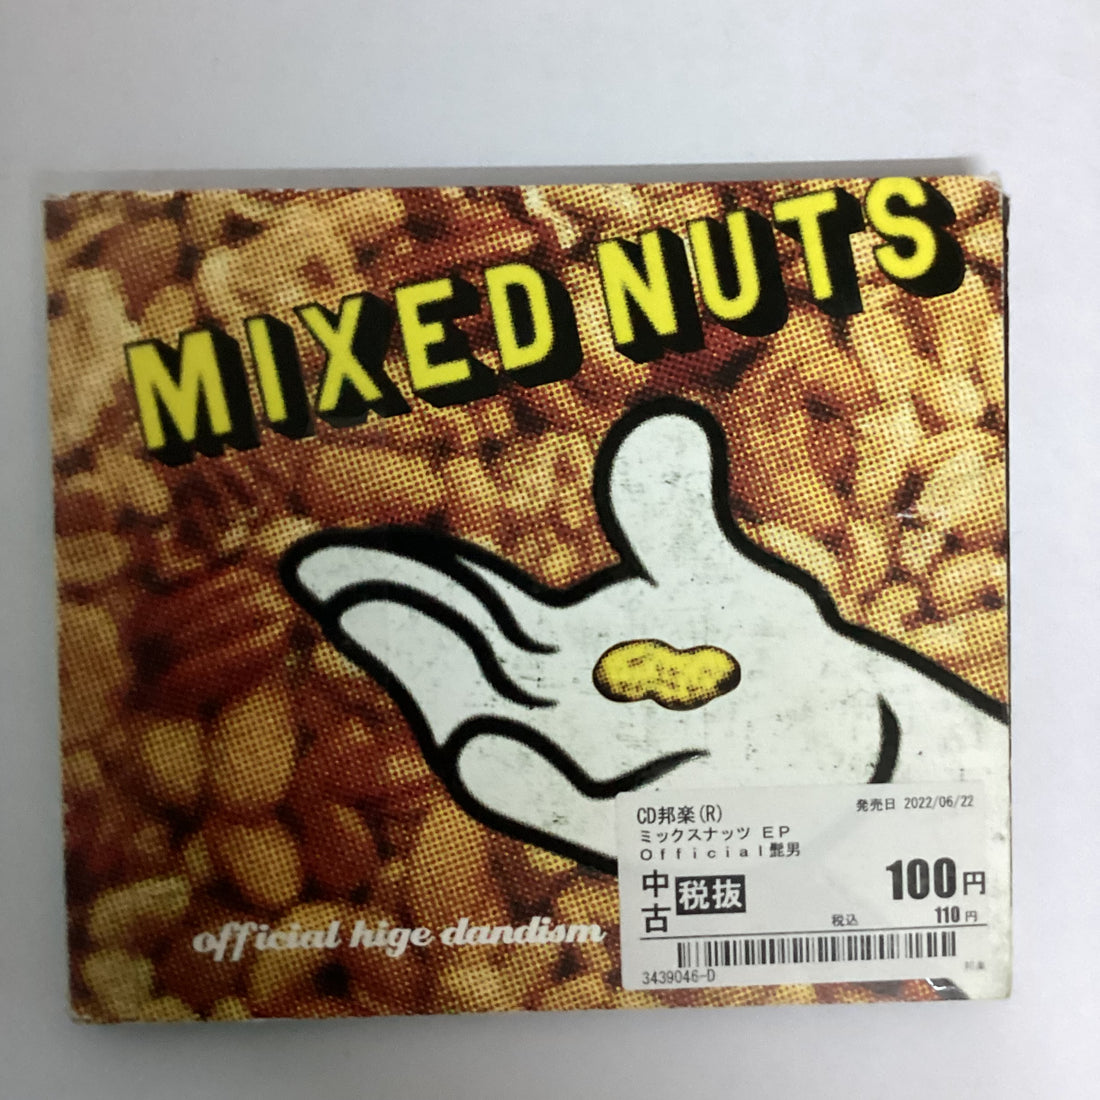 MIXED NUTS
official hige dandism
CD邦楽(R)
発売日 2022/06/22
ミックスナッツ EP
Official髭男
中古
税抜
100円
税込 110円
3439046-D
邦楽